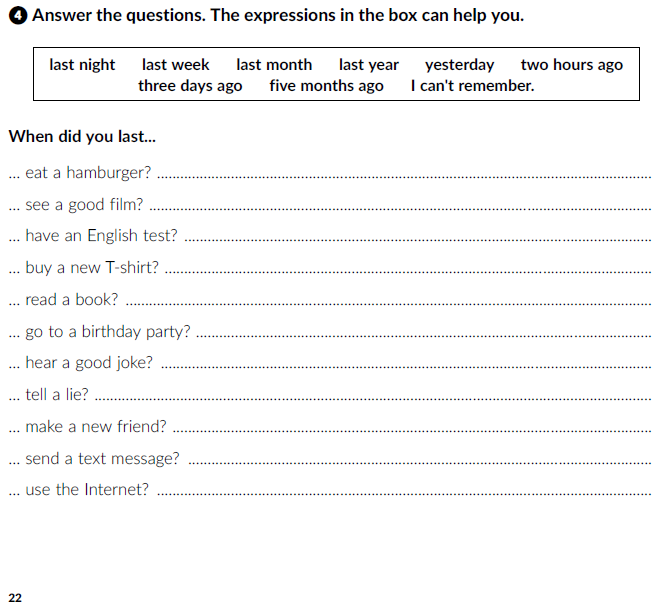 4 Answer the questions. The expressions in the box can help you.
last night last week last month last year yesterday two hours ago
three days ago five months ago I can't remember.
When did you last...
... eat a hamburger? ........................................................................................................................
... see a good film? ........................................................................................................................
... have an English test? ........................................................................................................................
... buy a new T-shirt? ........................................................................................................................
... read a book? ........................................................................................................................
... go to a birthday party? ........................................................................................................................
... hear a good joke? ........................................................................................................................
... tell a lie? ........................................................................................................................
... make a new friend? ........................................................................................................................
... send a text message? ........................................................................................................................
... use the Internet? ........................................................................................................................
22